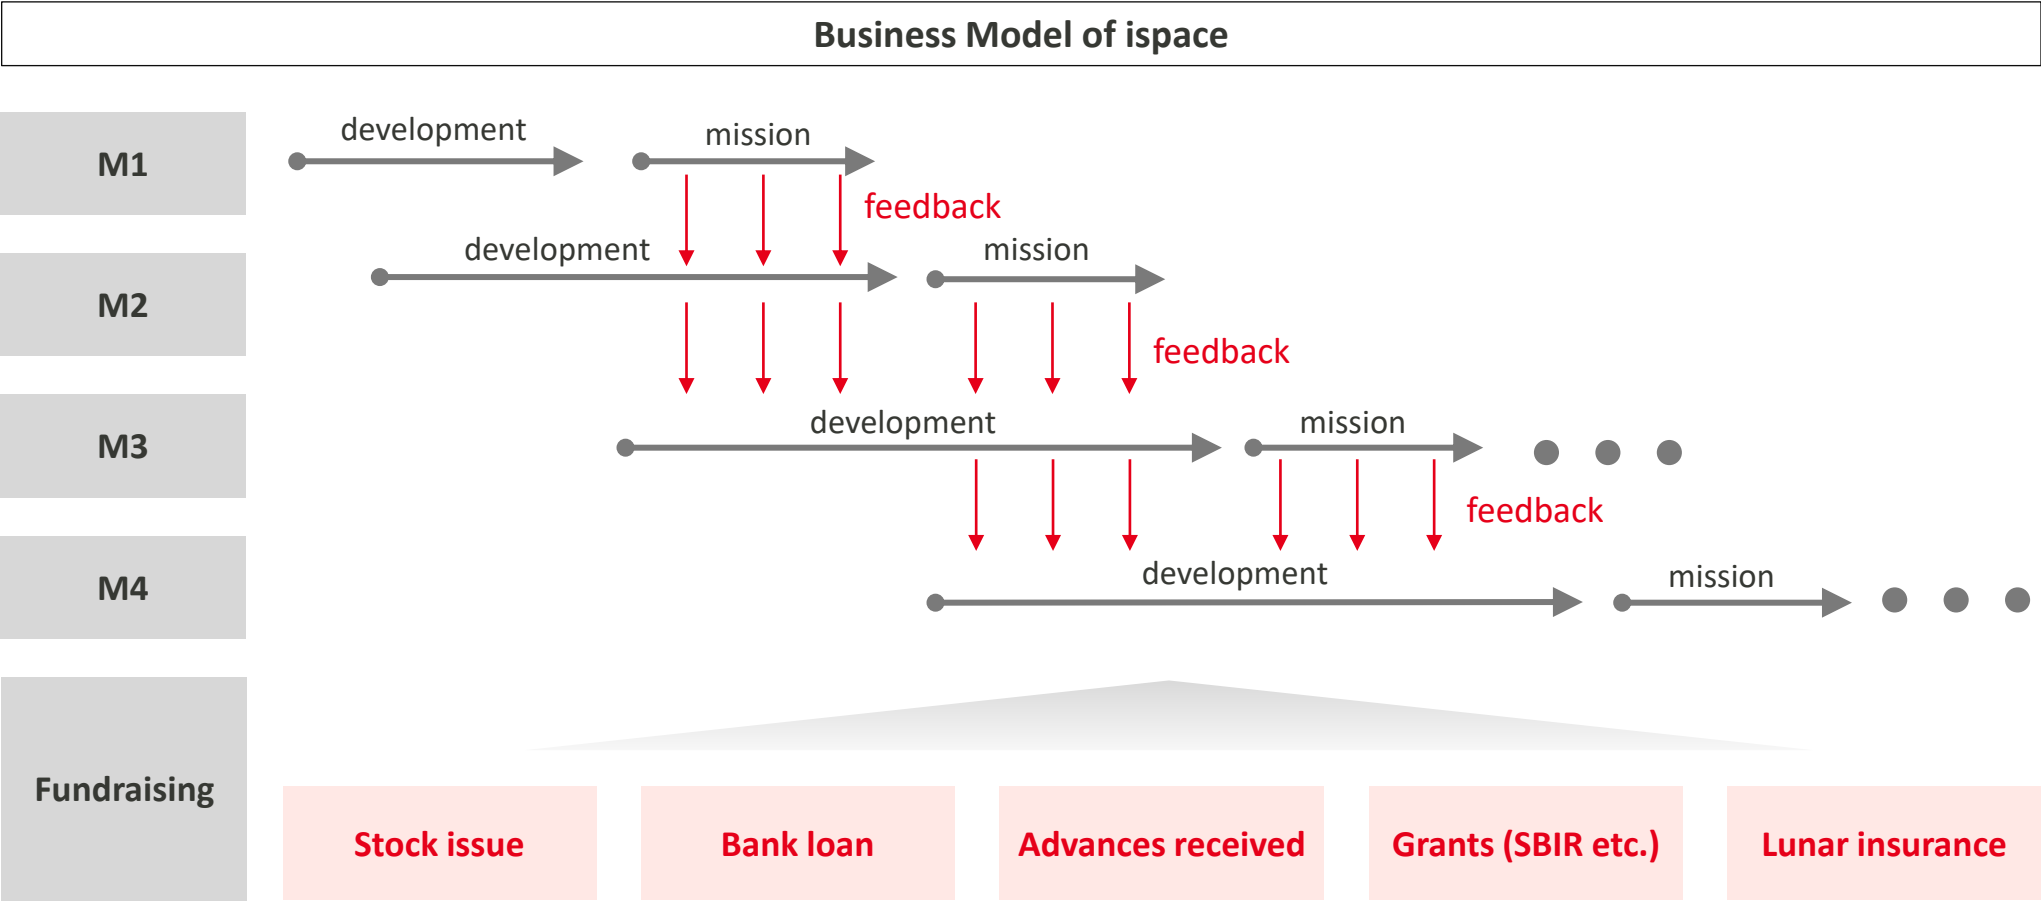 Business Model of ispace
M1
development
mission
feedback
M2
development
mission
feedback
M3
development
mission
feedback
M4
development
mission
Fundraising
Stock issue
Bank loan
Advances received
Grants (SBIR etc.)
Lunar insurance